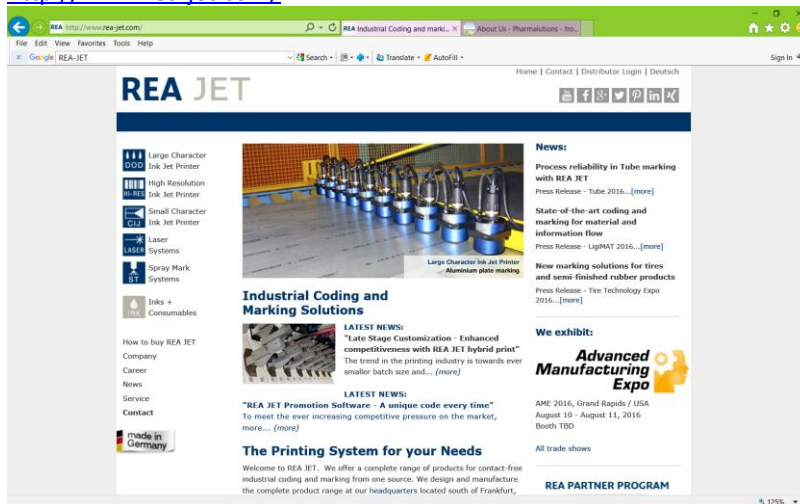 REA http://www.rea-jet.com/
REA Industrial Coding and marki...
About Us - Pharmalutions - fro...
File Edit View Favorites Tools Help
Google REA-JET
Search
Translate
AutoFill
Sign In
Home | Contact | Distributor Login | Deutsch
REA JET
Large Character
Ink Jet Printer
DOD
High Resolution
Ink Jet Printer
HI-RES
Small Character
Ink Jet Printer
CIJ
Laser
Systems
LASER
Spray Mark
Systems
ST
Inks +
Consumables
INK
How to buy REA JET
Company
Career
News
Service
Contact
made in
Germany
Large Character Ink Jet Printer
Aluminium plate marking
Industrial Coding and
Marking Solutions
LATEST NEWS:
"Late Stage Customization - Enhanced
competitiveness with REA JET hybrid print"
The trend in the printing industry is towards ever
smaller batch size and... (more)
LATEST NEWS:
"REA JET Promotion Software - A unique code every time"
To meet the ever increasing competitive pressure on the market,
more... (more)
The Printing System for your Needs
Welcome to REA JET. We offer a complete range of products for contact-free
industrial coding and marking from one source. We design and manufacture
the complete product range at our headquarters located south of Frankfurt,
News:
Process reliability in Tube marking
with REA JET
Press Release - Tube 2016...[more]
State-of-the-art coding and
marking for material and
information flow
Press Release - LigiMAT 2016...[more]
New marking solutions for tires
and semi-finished rubber products
Press Release - Tire Technology Expo
2016...[more]
We exhibit:
Advanced
Manufacturing
Expo
AME 2016, Grand Rapids / USA
August 10 - August 11, 2016
Booth TBD
All trade shows
REA PARTNER PROGRAM
125%